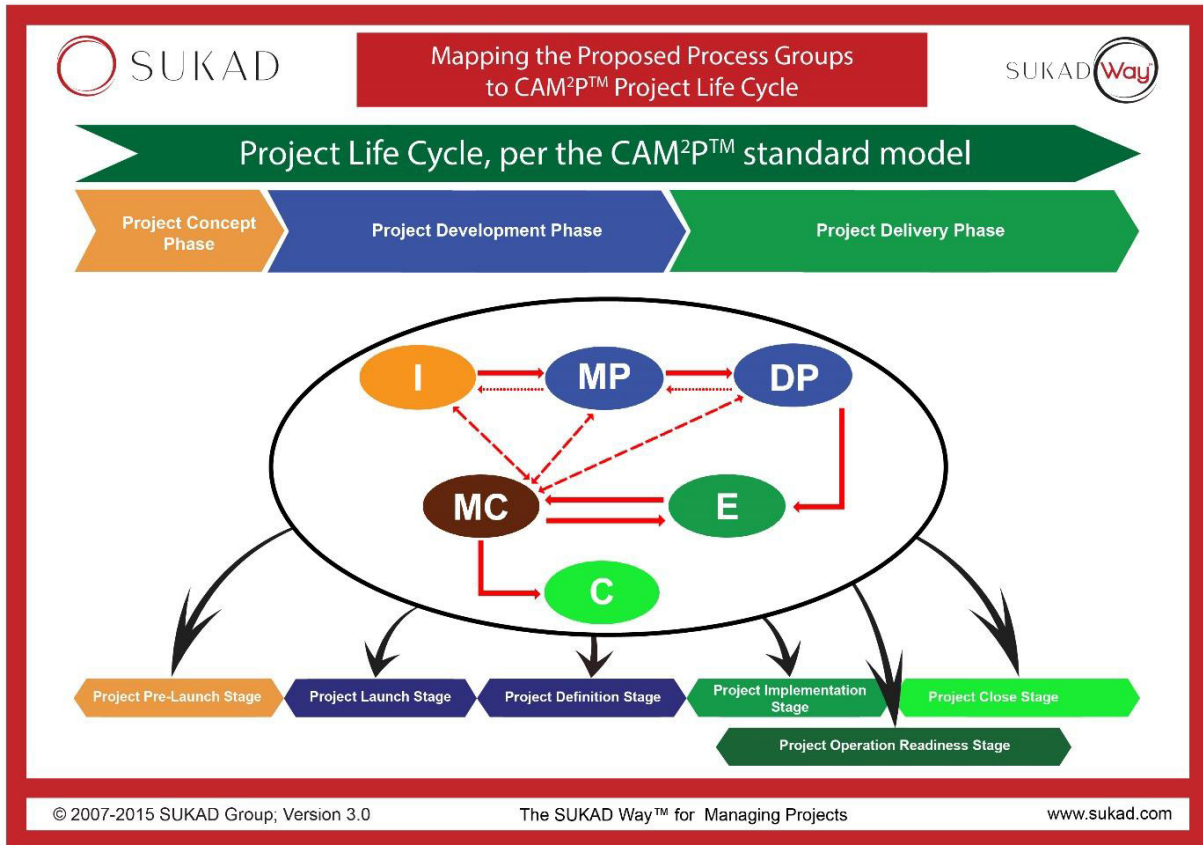 SUKAD
Mapping the Proposed Process Groups
to CAM²P™ Project Life Cycle
SUKAD Way™
Project Life Cycle, per the CAM²P™ standard model
Project Concept
Phase
Project Development Phase
Project Delivery Phase
I
MP
DP
MC
E
C
Project Pre-Launch Stage
Project Launch Stage
Project Definition Stage
Project Implementation
Stage
Project Close Stage
Project Operation Readiness Stage
© 2007-2015 SUKAD Group; Version 3.0
The SUKAD Way™ for Managing Projects
www.sukad.com